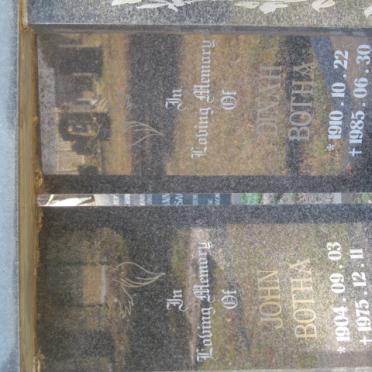 In
Loving Memory
Of
JOHN
BOTHA
* 1904 . 09 . 03
† 1975 . 12 . 11
In
Loving Memory
Of
DINAH
BOTHA
* 1910 . 10 . 22
† 1985 . 06 . 30